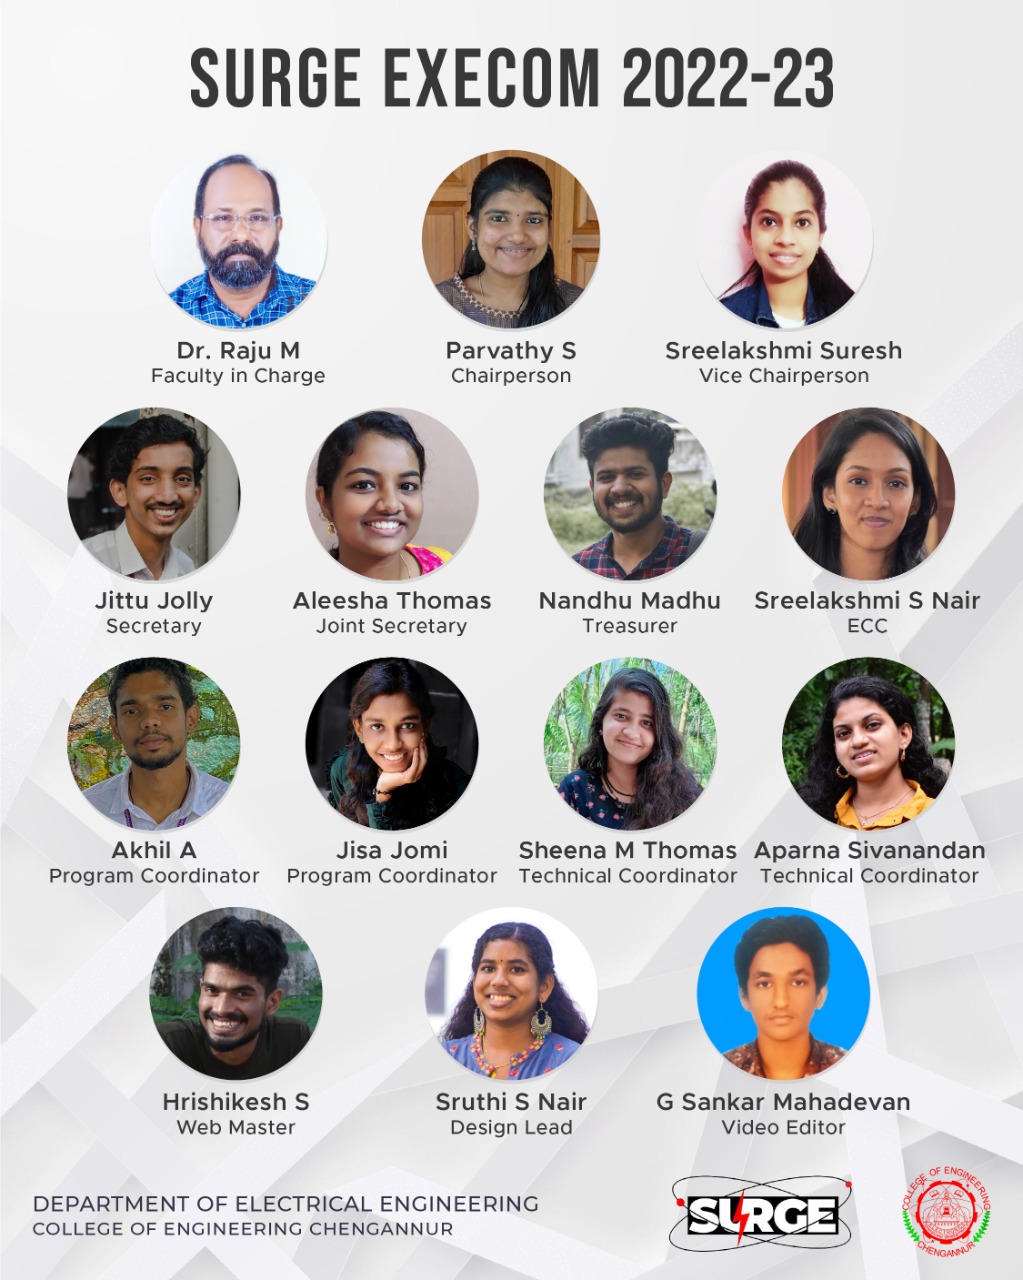 SURGE EXECOM 2022-23
Dr. Raju M
Faculty in Charge
Parvathy S
Chairperson
Sreelakshmi Suresh
Vice Chairperson
Jittu Jolly
Secretary
Aleesha Thomas
Joint Secretary
Nandhu Madhu
Treasurer
Sreelakshmi S Nair
ECC
Akhil A
Program Coordinator
Jisa Jomi
Program Coordinator
Sheena M Thomas
Technical Coordinator
Aparna Sivanandan
Technical Coordinator
Hrishikesh S
Web Master
Sruthi S Nair
Design Lead
G Sankar Mahadevan
Video Editor
DEPARTMENT OF ELECTRICAL ENGINEERING
COLLEGE OF ENGINEERING CHENGANNUR
SURGE
COLLEGE OF ENGINEERING
CHENGANNUR